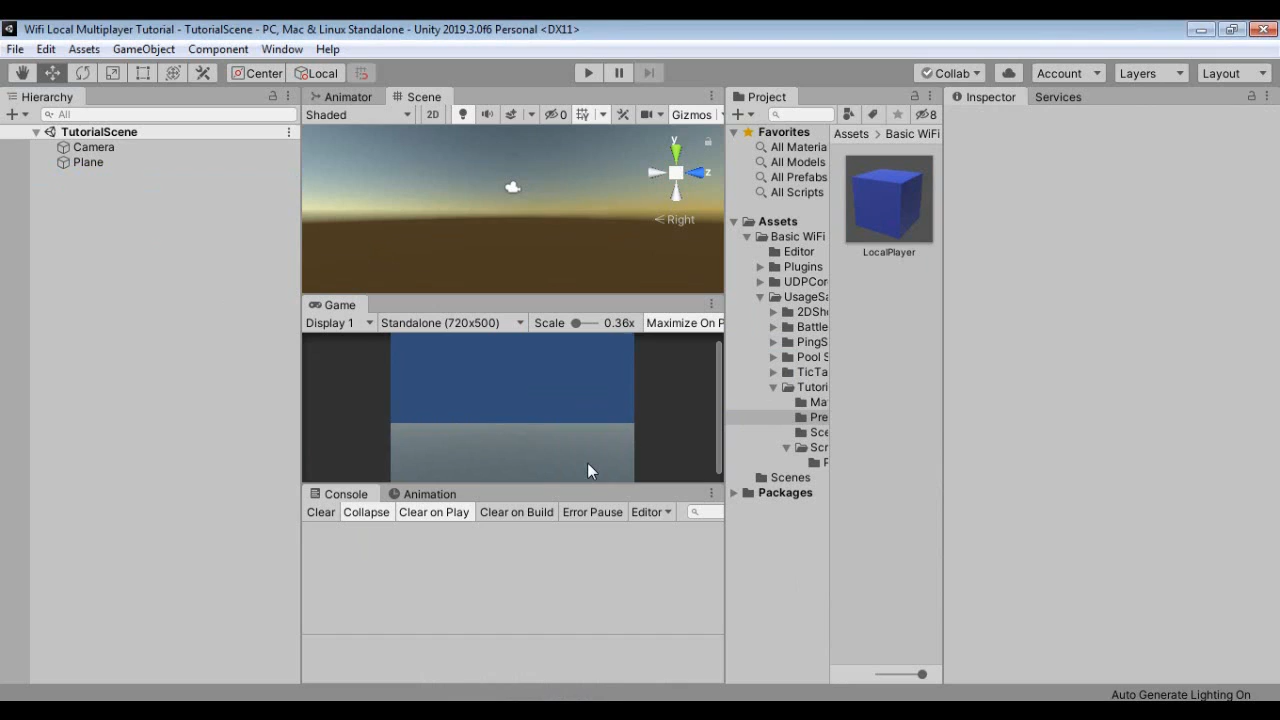 Wifi Local Multiplayer Tutorial - TutorialScene - PC, Mac & Linux Standalone - Unity 2019.3.0f6 Personal <DX11>
File Edit Assets GameObject Component Window Help
Center Local Collab Account Layers Layout
Hierarchy
All
TutorialScene
Camera
Plane
Animator Scene
Shaded 2D 0 Gizmos
y
z
Right
Game
Display 1 Standalone (720x500) Scale 0.36x Maximize On P
Console Animation
Clear Collapse Clear on Play Clear on Build Error Pause Editor
Project
8
Favorites
All Materia
All Models
All Prefabs
All Scripts
Assets
Basic WiFi
Editor
Plugins
UDPCor
UsageSa
2DSho
Battle
PingS
Pool S
TicTa
Tutori
Ma
Pre
Sce
Scr
Scenes
Packages
Assets > Basic WiFi
LocalPlayer
Inspector Services
Auto Generate Lighting On